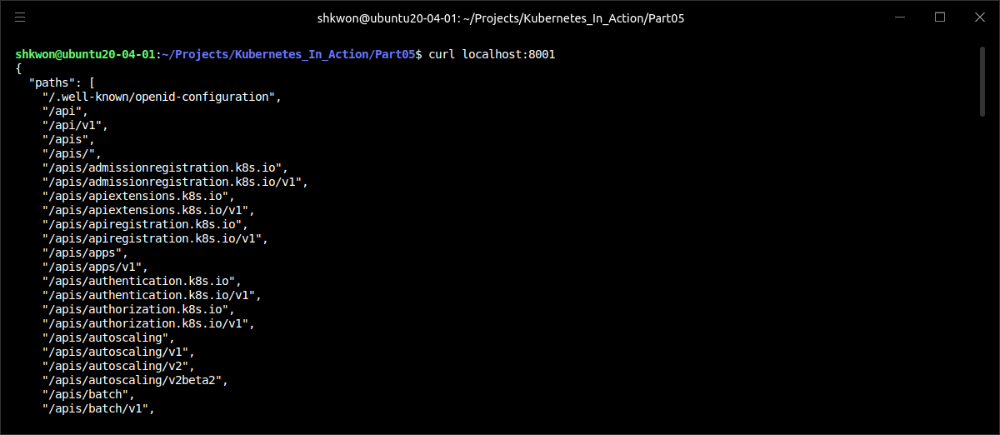 shkwon@ubuntu20-04-01: ~/Projects/Kubernetes_In_Action/Part05
shkwon@ubuntu20-04-01:~/Projects/Kubernetes_In_Action/Part05$ curl localhost:8001
{
  "paths": [
    "/.well-known/openid-configuration",
    "/api",
    "/api/v1",
    "/apis",
    "/apis/",
    "/apis/admissionregistration.k8s.io",
    "/apis/admissionregistration.k8s.io/v1",
    "/apis/apiextensions.k8s.io",
    "/apis/apiextensions.k8s.io/v1",
    "/apis/apiregistration.k8s.io",
    "/apis/apiregistration.k8s.io/v1",
    "/apis/apps",
    "/apis/apps/v1",
    "/apis/authentication.k8s.io",
    "/apis/authentication.k8s.io/v1",
    "/apis/authorization.k8s.io",
    "/apis/authorization.k8s.io/v1",
    "/apis/autoscaling",
    "/apis/autoscaling/v1",
    "/apis/autoscaling/v2",
    "/apis/autoscaling/v2beta2",
    "/apis/batch",
    "/apis/batch/v1",